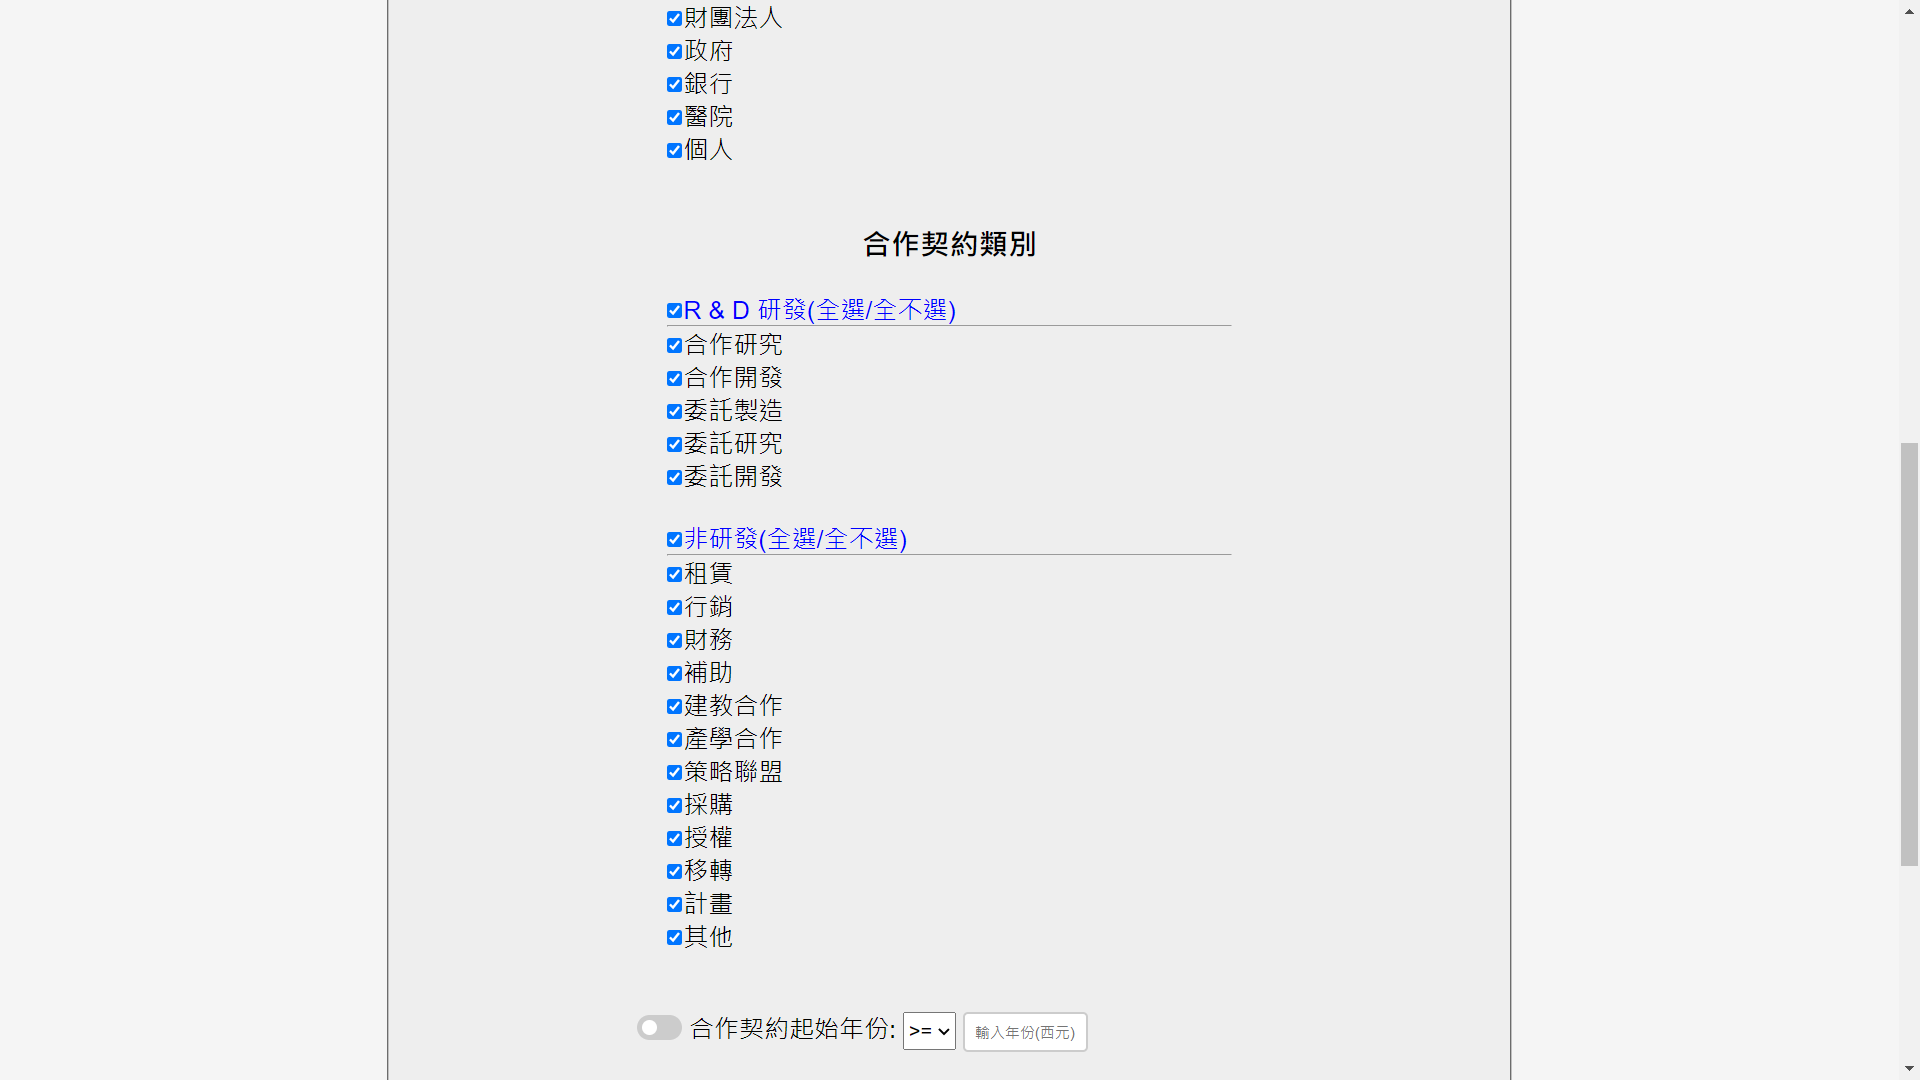 財團法人
政府
銀行
醫院
個人
合作契約類別
R & D 研發(全選/全不選)
合作研究
合作開發
委託製造
委託研究
委託開發
非研發(全選/全不選)
租賃
行銷
財務
補助
建教合作
產學合作
策略聯盟
採購
授權
移轉
計畫
其他
合作契約起始年份: >= 輸入年份(西元)